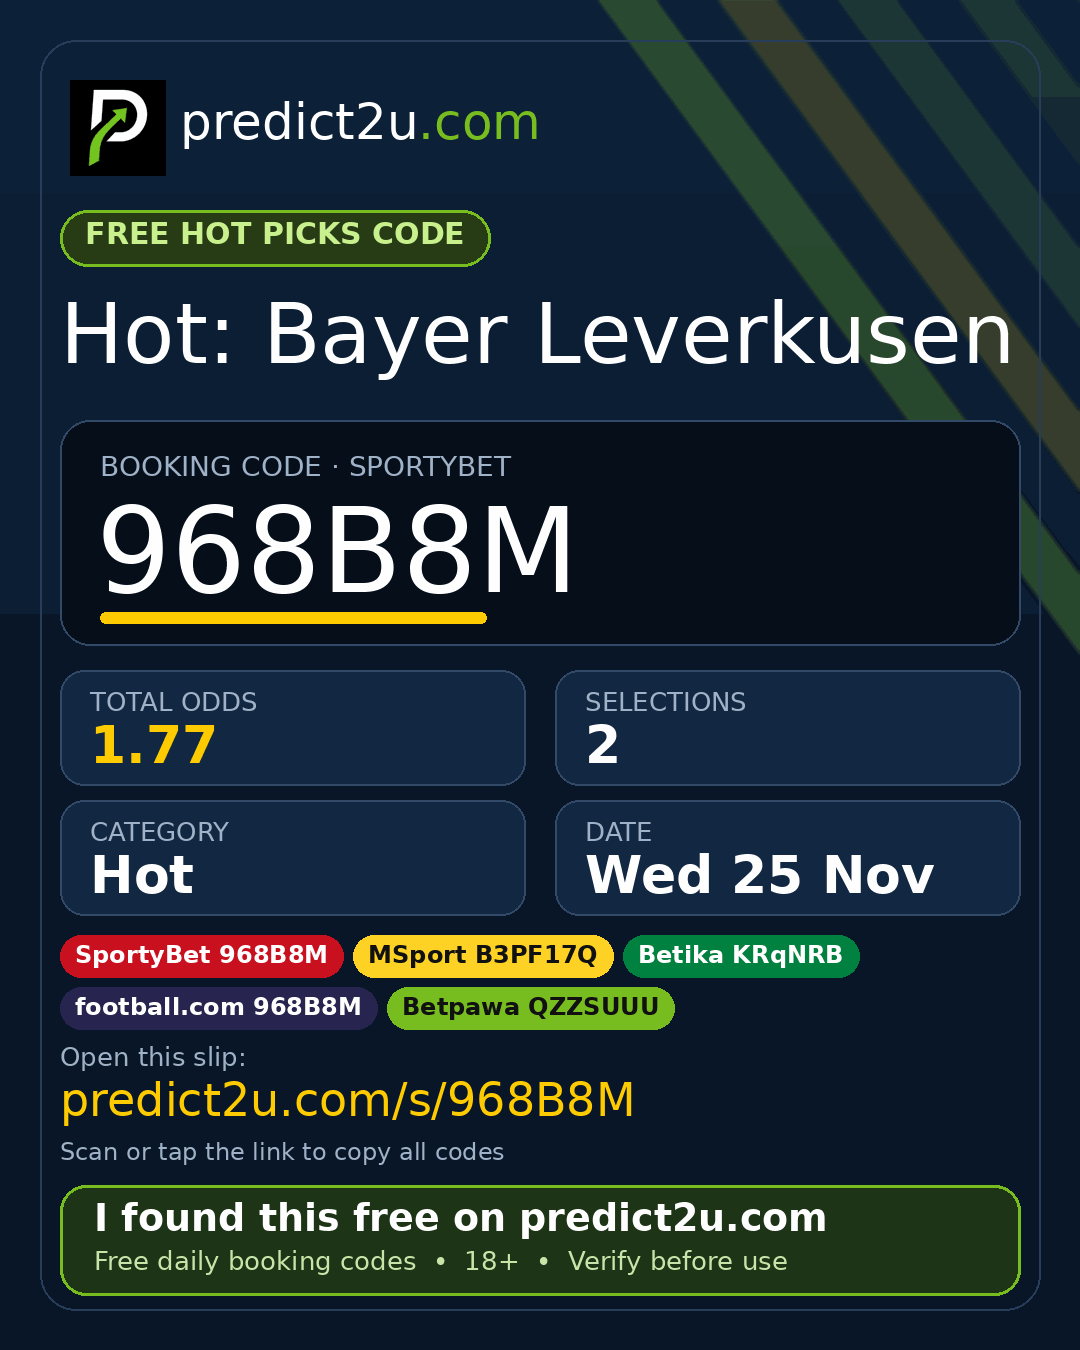 predict2u.com
FREE HOT PICKS CODE
Hot: Bayer Leverkusen
BOOKING CODE · SPORTYBET
968B8M
TOTAL ODDS
1.77
SELECTIONS
2
CATEGORY
Hot
DATE
Wed 25 Nov
SportyBet 968B8M
MSport B3PF17Q
Betika KRqNRB
football.com 968B8M
Betpawa QZZSUUU
Open this slip:
predict2u.com/s/968B8M
Scan or tap the link to copy all codes
I found this free on predict2u.com
Free daily booking codes • 18+ • Verify before use